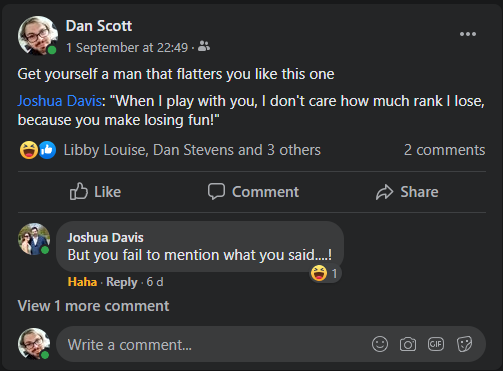 Dan Scott
1 September at 22:49 ·
Get yourself a man that flatters you like this one
Joshua Davis: "When I play with you, I don't care how much rank I lose,
because you make losing fun!"
Libby Louise, Dan Stevens and 3 others 2 comments
Like Comment Share
Joshua Davis
But you fail to mention what you said....!
1
Haha · Reply · 6 d
View 1 more comment
Write a comment...
GIF